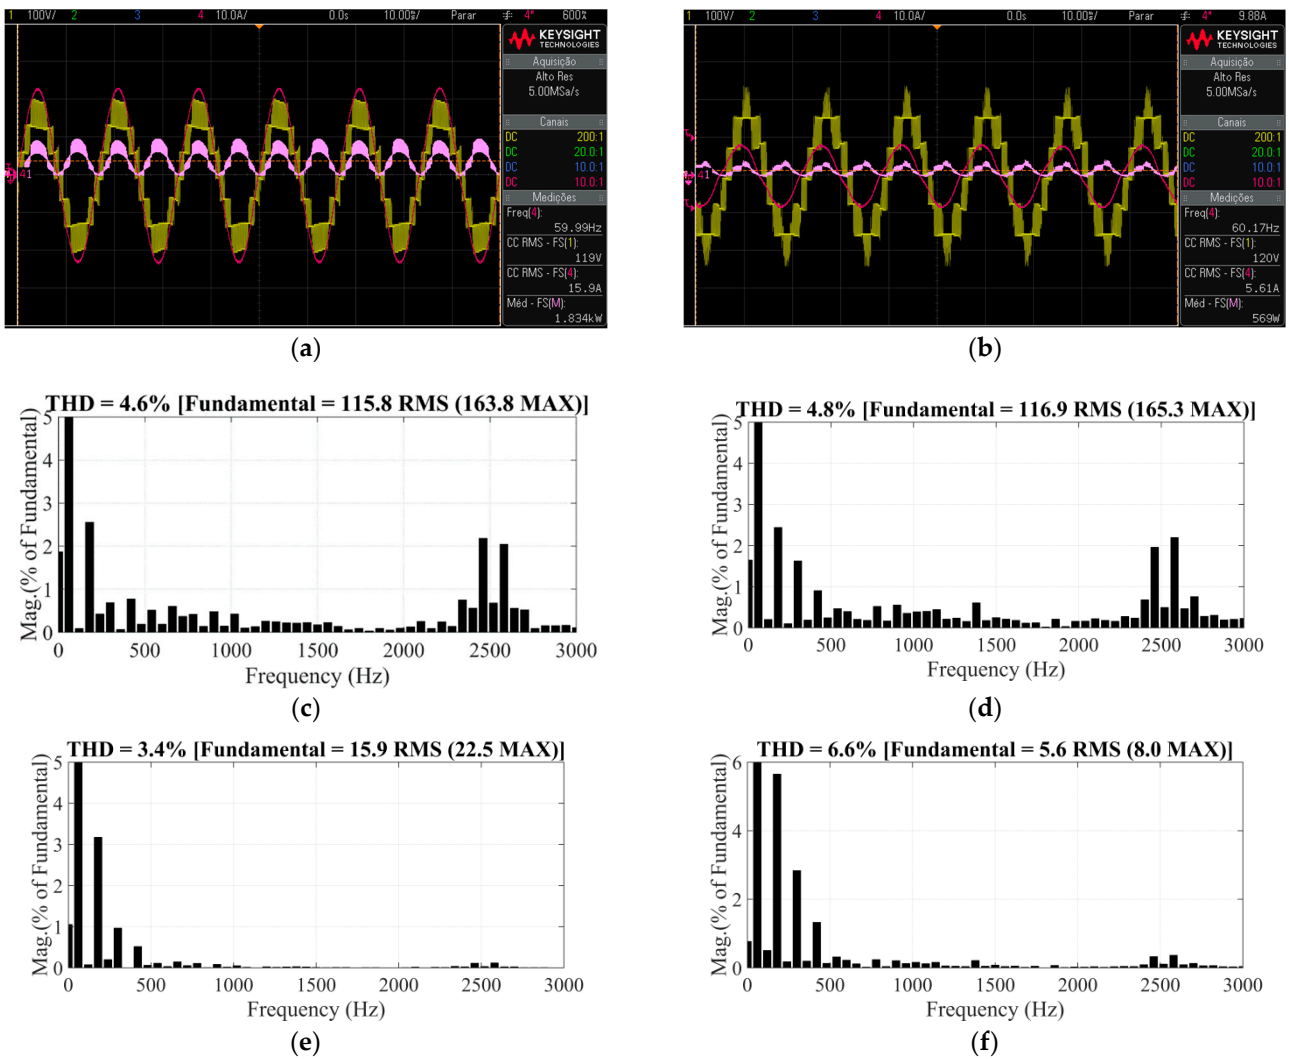 1 100V/ 2 3 4 10.0A/ 0.0s 10.00ms/ Parar 4 600%
KEYSIGHT
TECHNOLOGIES
Aquisição
Alto Res
5.00MSa/s
Canais
DC 200:1
DC 20.0:1
DC 10.0:1
DC 10.0:1
Medições
Freq(4):
59.99Hz
CC RMS - FS(1):
119V
CC RMS - FS(4):
15.9A
Méd - FS(M):
1.834kW
(a)
1 100V/ 2 3 4 10.0A/ 0.0s 10.00ms/ Parar 4 9.88A
KEYSIGHT
TECHNOLOGIES
Aquisição
Alto Res
5.00MSa/s
Canais
DC 200:1
DC 20.0:1
DC 10.0:1
DC 10.0:1
Medições
Freq(4):
60.17Hz
CC RMS - FS(1):
120V
CC RMS - FS(4):
5.61A
Méd - FS(M):
569W
(b)
THD = 4.6% [Fundamental = 115.8 RMS (163.8 MAX)]
Mag.(% of Fundamental)
5
4
3
2
1
0
0 500 1000 1500 2000 2500 3000
Frequency (Hz)
(c)
THD = 4.8% [Fundamental = 116.9 RMS (165.3 MAX)]
Mag.(% of Fundamental)
5
4
3
2
1
0
0 500 1000 1500 2000 2500 3000
Frequency (Hz)
(d)
THD = 3.4% [Fundamental = 15.9 RMS (22.5 MAX)]
Mag.(% of Fundamental)
5
4
3
2
1
0
0 500 1000 1500 2000 2500 3000
Frequency (Hz)
(e)
THD = 6.6% [Fundamental = 5.6 RMS (8.0 MAX)]
Mag.(% of Fundamental)
6
4
2
0
0 500 1000 1500 2000 2500 3000
Frequency (Hz)
(f)